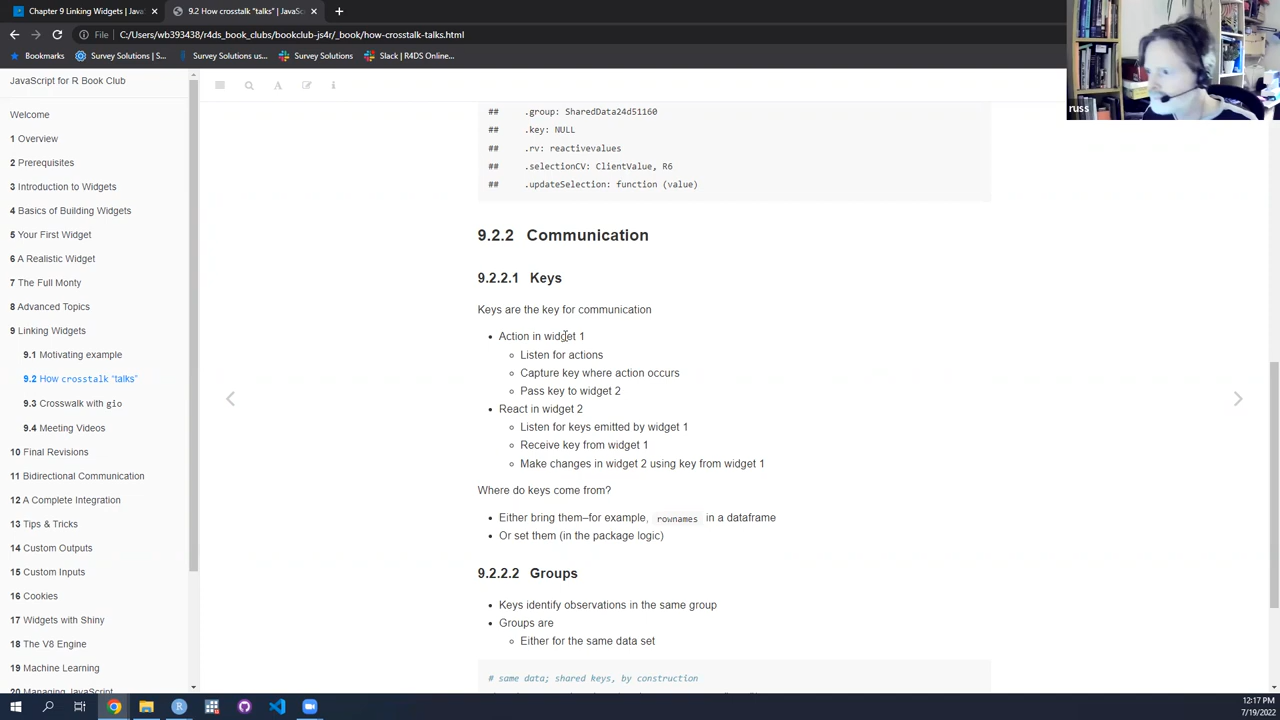 Chapter 9 Linking Widgets | Java
9.2 How crosstalk "talks" | JavaSc
File | C:/Users/wb393438/r4ds_book_clubs/bookclub-js4r/_book/how-crosstalk-talks.html
Bookmarks
Survey Solutions | S...
Survey Solutions us...
Survey Solutions
Slack | R4DS Online...
russ
JavaScript for R Book Club
Welcome
1 Overview
2 Prerequisites
3 Introduction to Widgets
4 Basics of Building Widgets
5 Your First Widget
6 A Realistic Widget
7 The Full Monty
8 Advanced Topics
9 Linking Widgets
9.1 Motivating example
9.2 How crosstalk "talks"
9.3 Crosswalk with gio
9.4 Meeting Videos
10 Final Revisions
11 Bidirectional Communication
12 A Complete Integration
13 Tips & Tricks
14 Custom Outputs
15 Custom Inputs
16 Cookies
17 Widgets with Shiny
18 The V8 Engine
19 Machine Learning
20 Managing JavaScript
## .group: SharedData24d51160
## .key: NULL
## .rv: reactivevalues
## .selectionCV: ClientValue, R6
## .updateSelection: function (value)
9.2.2 Communication
9.2.2.1 Keys
Keys are the key for communication
Action in widget 1
Listen for actions
Capture key where action occurs
Pass key to widget 2
React in widget 2
Listen for keys emitted by widget 1
Receive key from widget 1
Make changes in widget 2 using key from widget 1
Where do keys come from?
Either bring them–for example, rownames in a dataframe
Or set them (in the package logic)
9.2.2.2 Groups
Keys identify observations in the same group
Groups are
Either for the same data set
# same data; shared keys, by construction
12:17 PM
7/19/2022